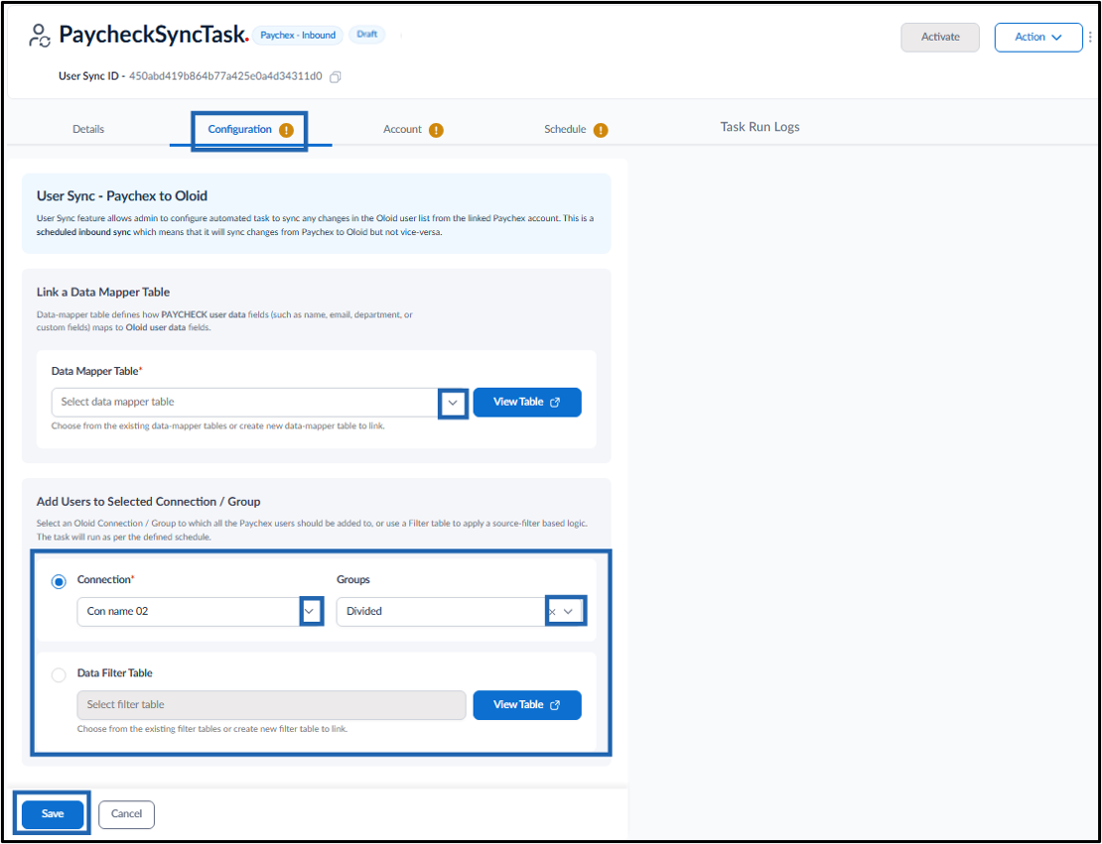 PaycheckSyncTask. Paychex - Inbound Draft Activate Action
User Sync ID - 450abd419b864b77a425e0a4d34311d0
Details Configuration ! Account ! Schedule ! Task Run Logs
User Sync - Paychex to Oloid
User Sync feature allows admin to configure automated task to sync any changes in the Oloid user list from the linked Paychex account. This is a
scheduled inbound sync which means that it will sync changes from Paychex to Oloid but not vice-versa.
Link a Data Mapper Table
Data-mapper table defines how PAYCHECK user data fields (such as name, email, department, or
custom fields) maps to Oloid user data fields.
Data Mapper Table*
Select data mapper table View Table
Choose from the existing data-mapper tables or create new data-mapper table to link.
Add Users to Selected Connection / Group
Select an Oloid Connection / Group to which all the Paychex users should be added to, or use a Filter table to apply a source-filter based logic.
The task will run as per the defined schedule.
Connection* Groups
Con name 02 Divided
Data Filter Table
Select filter table View Table
Choose from the existing filter tables or create new filter table to link.
Save Cancel